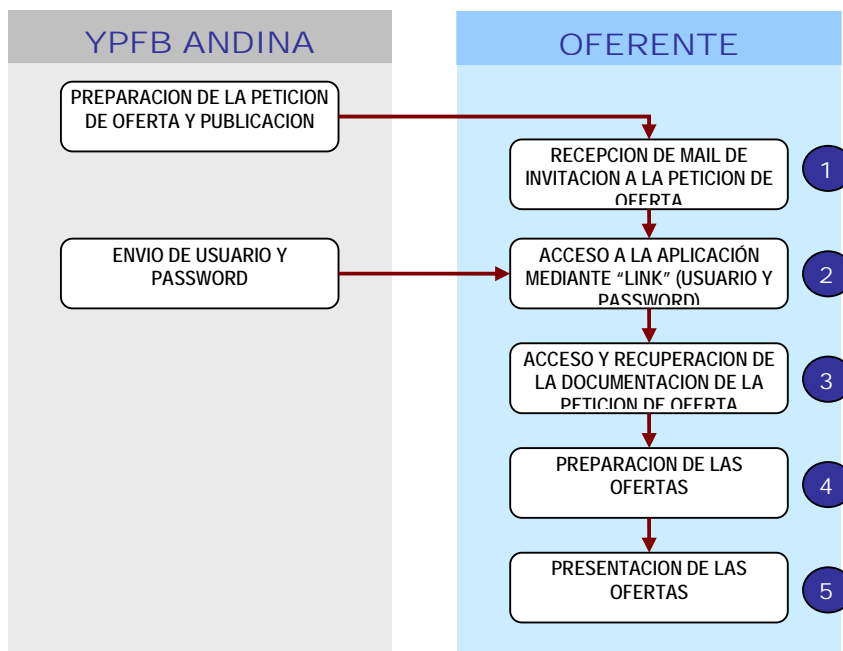 YPFB ANDINA
OFERENTE
PREPARACION DE LA PETICION
DE OFERTA Y PUBLICACION
RECEPCION DE MAIL DE
INVITACION A LA PETICION DE
OFERTA
1
ENVIO DE USUARIO Y
PASSWORD
ACCESO A LA APLICACIÓN
MEDIANTE “LINK” (USUARIO Y
PASSWORD)
2
ACCESO Y RECUPERACION DE
LA DOCUMENTACION DE LA
PETICION DE OFERTA
3
PREPARACION DE LAS
OFERTAS
4
PRESENTACION DE LAS
OFERTAS
5